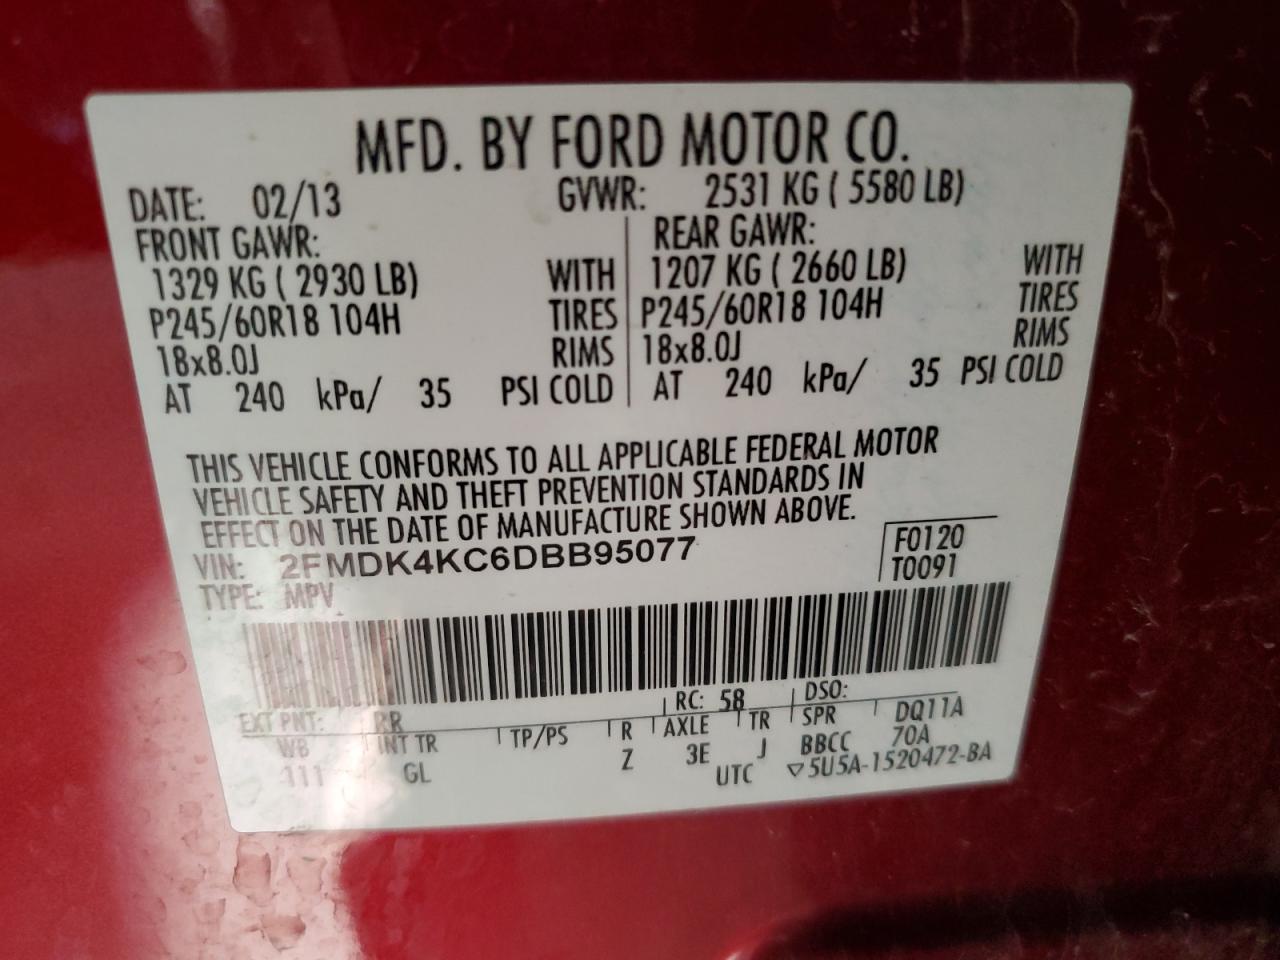 MFD. BY FORD MOTOR CO.
DATE: 02/13 GVWR: 2531 KG ( 5580 LB)
FRONT GAWR: REAR GAWR:
1329 KG ( 2930 LB) WITH 1207 KG ( 2660 LB) WITH
P245/60R18 104H TIRES P245/60R18 104H TIRES
18x8.0J RIMS 18x8.0J RIMS
AT 240 kPa/ 35 PSI COLD AT 240 kPa/ 35 PSI COLD
THIS VEHICLE CONFORMS TO ALL APPLICABLE FEDERAL MOTOR
VEHICLE SAFETY AND THEFT PREVENTION STANDARDS IN
EFFECT ON THE DATE OF MANUFACTURE SHOWN ABOVE.
VIN: 2FMDK4KC6DBB95077 F0120
TYPE: MPV T0091
EXT PNT: RR RC: 58 DSO:
WB INT TR TP/PS R AXLE TR SPR DQ11A
111 GL Z 3E J BBCC 70A
UTC ▽5U5A-1520472-BA